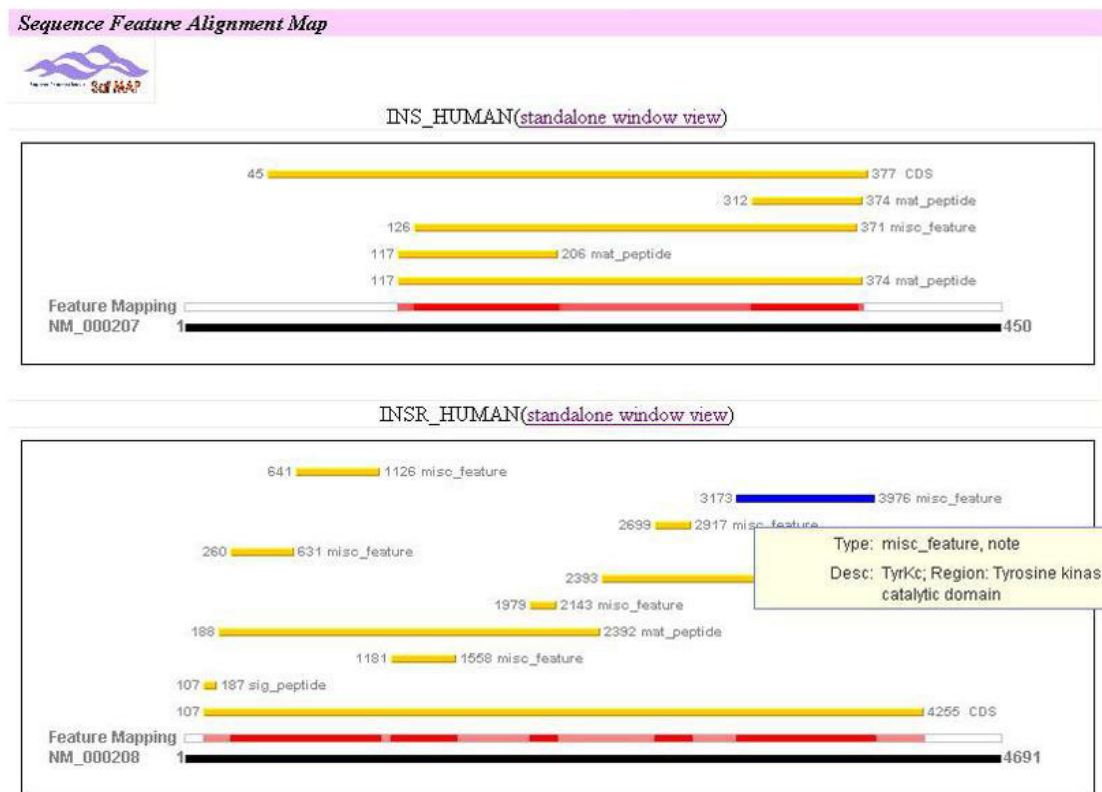 Sequence Feature Alignment Map
Saf MAP
INS_HUMAN(standalone window view)
45 377 CDS
312 374 mat_peptide
126 371 misc_feature
117 206 mat_peptide
117 374 mat_peptide
Feature Mapping
NM_000207 1 450
INSR_HUMAN(standalone window view)
641 1126 misc_feature
3173 3976 misc_feature
2699 2917 misc_feature
260 631 misc_feature
Type: misc_feature, note
2393
Desc: TyrKc; Region: Tyrosine kinas
catalytic domain
1979 2143 misc_feature
188 2392 mat_peptide
1181 1558 misc_feature
107 187 sig_peptide
107 4255 CDS
Feature Mapping
NM_000208 1 4691